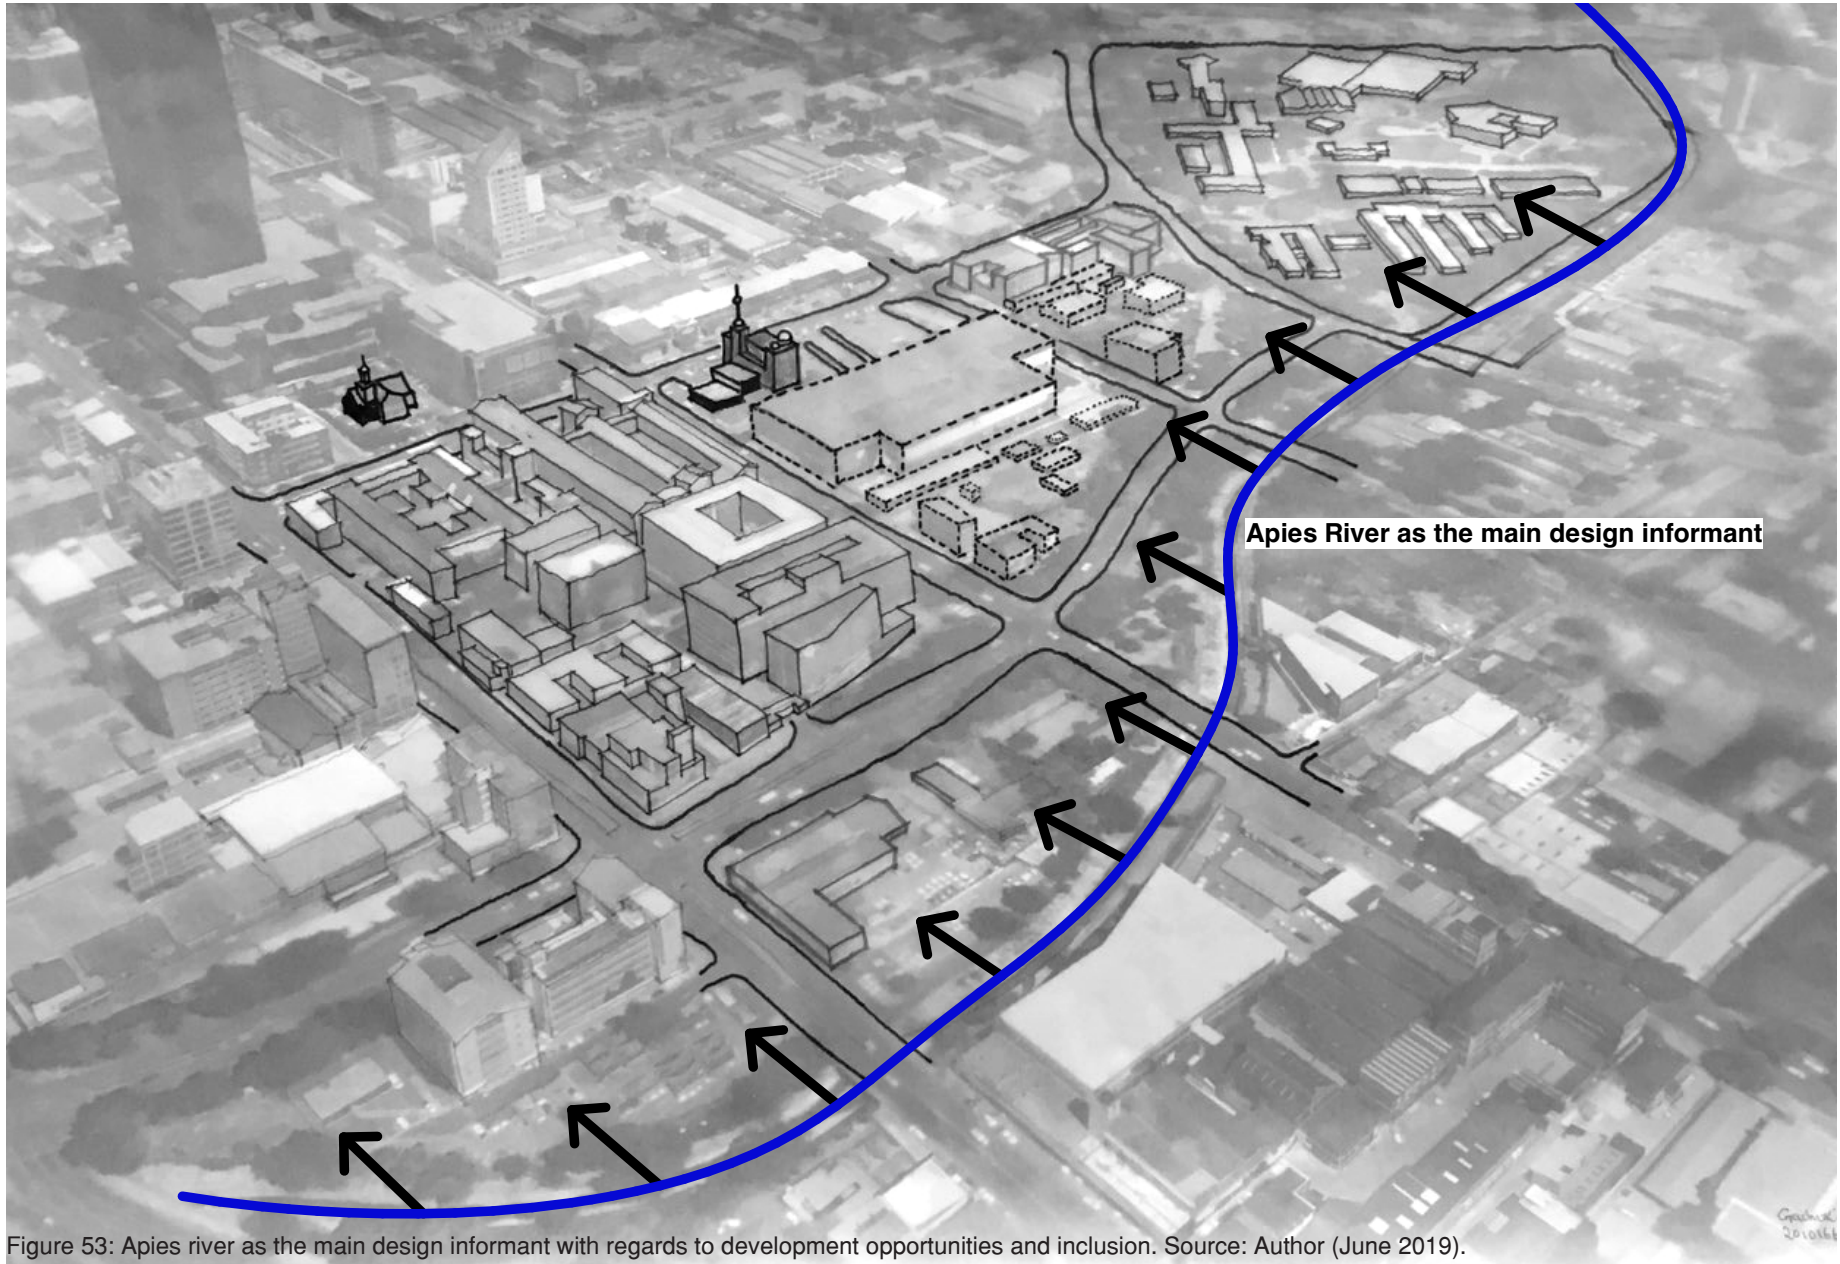 Apies River as the main design informant
Figure 53: Apies river as the main design informant with regards to development opportunities and inclusion. Source: Author (June 2019).